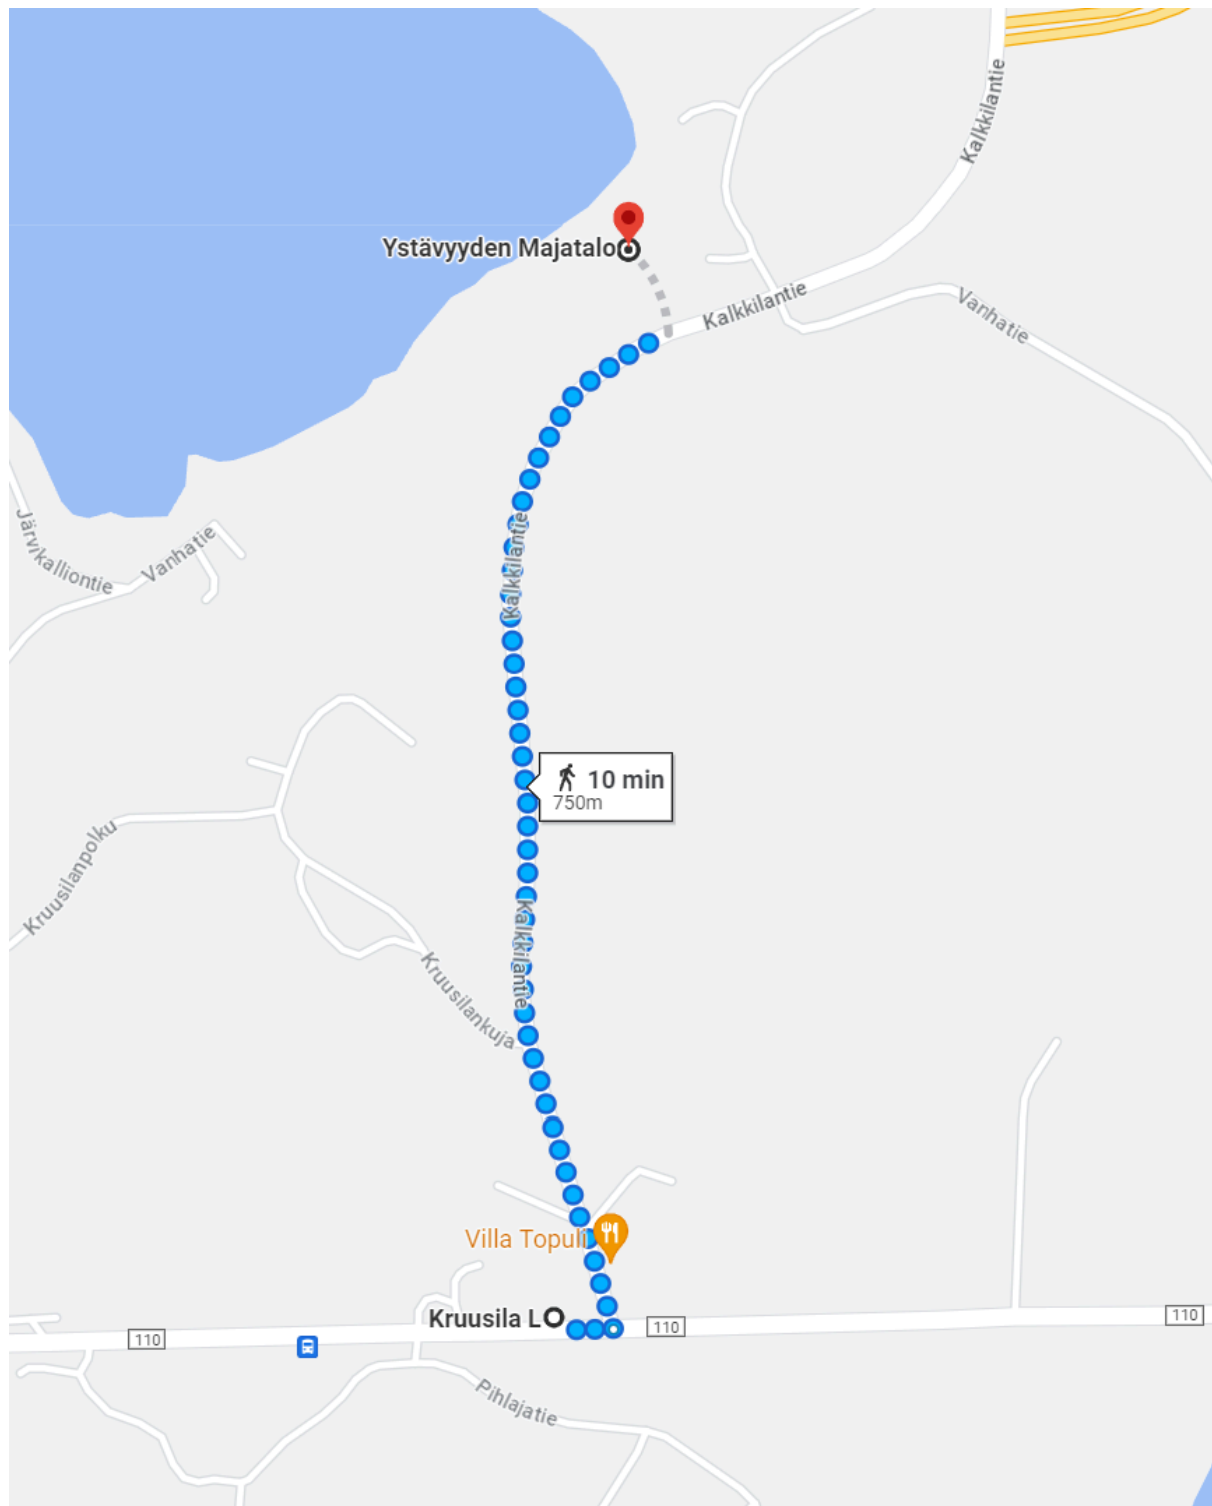 Kalkkilantie
Ystävyyden Majatalo
Kalkkilantie
Vanhatie
Järvikalliontie
Vanhatie
Kalkkilantie
10 min
750m
Kruusilanpolku
Kalkkilantie
Kruusilankuja
Villa Topuli
Kruusila L
110
110
110
Pihlajatie